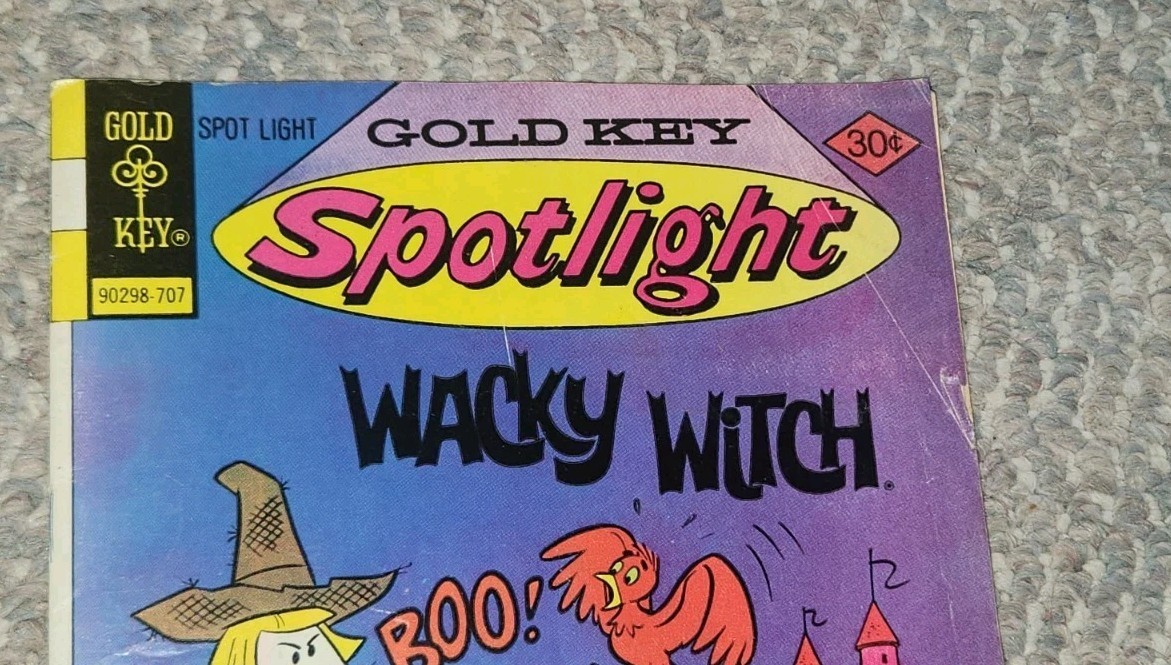 GOLD
KEY®
SPOT LIGHT
90298-707
GOLD KEY
30¢
Spotlight
WACKY WiTCH®
BOO!